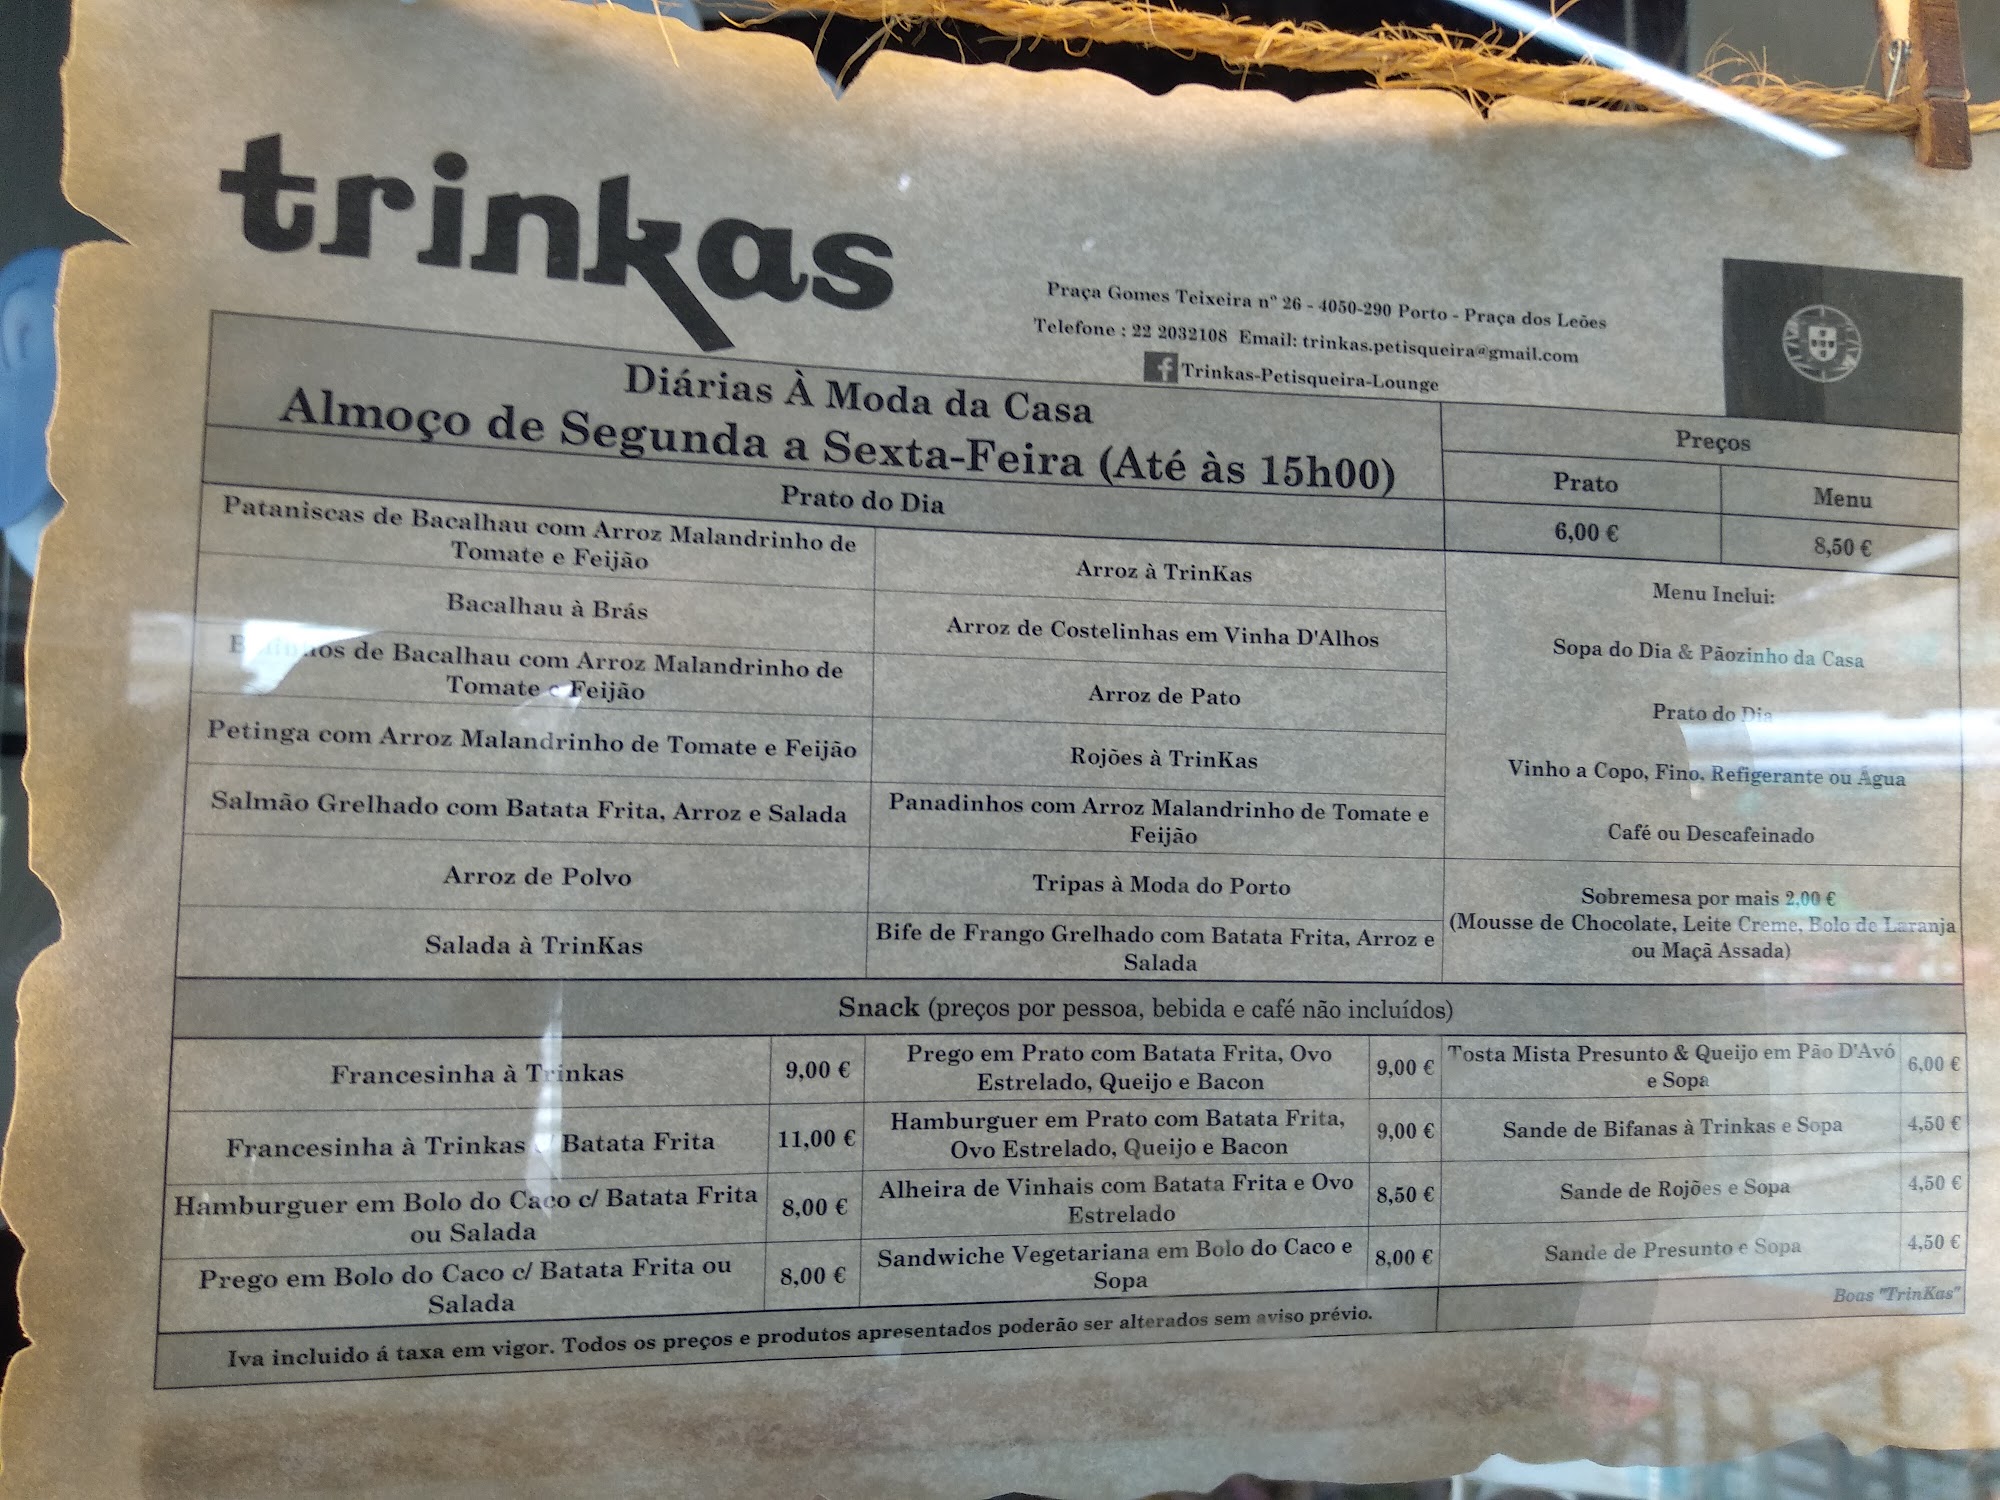 trinkas
Praça Gomes Teixeira nº 26 - 4050-290 Porto - Praça dos Leões
Telefone : 22 2032108 Email: trinkas.petisqueira@gmail.com
Trinkas-Petisqueira-Lounge
Diárias À Moda da Casa
Almoço de Segunda a Sexta-Feira (Até às 15h00)
Preços
Prato
Menu
Prato do Dia
6,00 €
8,50 €
Pataniscas de Bacalhau com Arroz Malandrinho de
Tomate e Feijão
Arroz à TrinKas
Bacalhau à Brás
Arroz de Costelinhas em Vinha D'Alhos
de Bacalhau com Arroz Malandrinho de
Tomate e Feijão
Arroz de Pato
Petinga com Arroz Malandrinho de Tomate e Feijão
Rojões à TrinKas
Salmão Grelhado com Batata Frita, Arroz e Salada
Panadinhos com Arroz Malandrinho de Tomate e
Feijão
Arroz de Polvo
Tripas à Moda do Porto
Salada à TrinKas
Bife de Frango Grelhado com Batata Frita, Arroz e
Salada
Menu Inclui:
Sopa do Dia & Pãozinho da Casa
Prato do Dia
Vinho a Copo, Fino, Refigerante ou Água
Café ou Descafeinado
Sobremesa por mais 2,00 €
(Mousse de Chocolate, Leite Creme, Bolo de Laranja
ou Maçã Assada)
Snack (preços por pessoa, bebida e café não incluídos)
Francesinha à Trinkas
9,00 €
Prego em Prato com Batata Frita, Ovo
Estrelado, Queijo e Bacon
9,00 €
Tosta Mista Presunto & Queijo em Pão D'Avó
e Sopa
6,00 €
Francesinha à Trinkas c/ Batata Frita
11,00 €
Hamburguer em Prato com Batata Frita,
Ovo Estrelado, Queijo e Bacon
9,00 €
Sande de Bifanas à Trinkas e Sopa
4,50 €
Hamburguer em Bolo do Caco c/ Batata Frita
ou Salada
8,00 €
Alheira de Vinhais com Batata Frita e Ovo
Estrelado
8,50 €
Sande de Rojões e Sopa
4,50 €
Prego em Bolo do Caco c/ Batata Frita ou
Salada
8,00 €
Sandwiche Vegetariana em Bolo do Caco e
Sopa
8,00 €
Sande de Presunto e Sopa
4,50 €
Boas "TrinKas"
Iva incluido á taxa em vigor. Todos os preços e produtos apresentados poderão ser alterados sem aviso prévio.